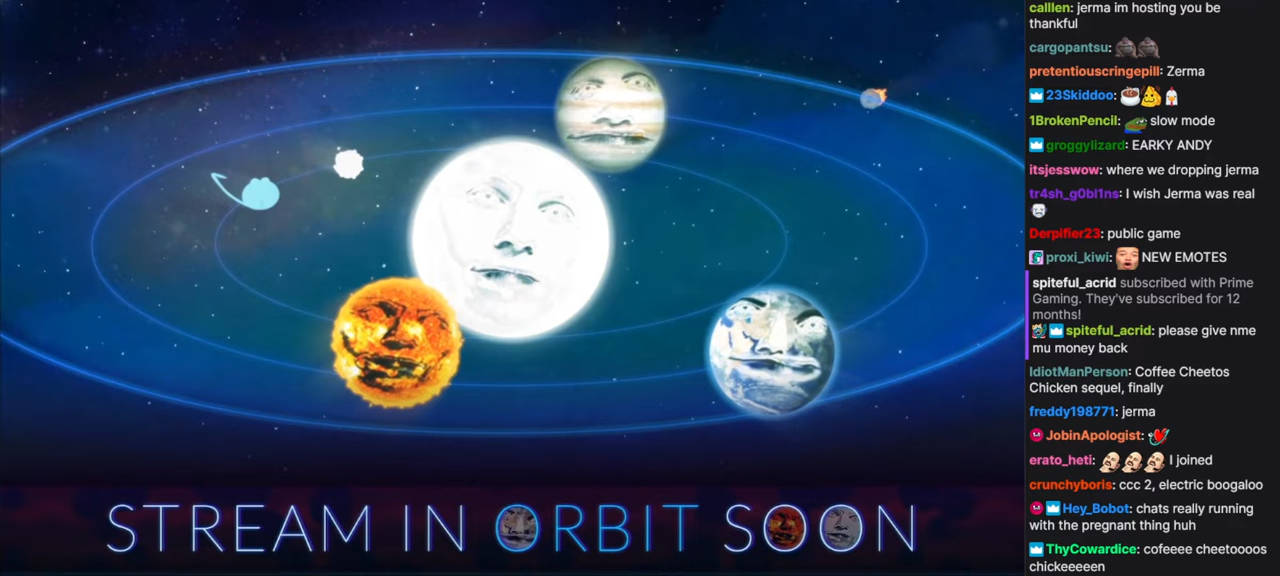 STREAM IN ORBIT SOON
calllen: jerma im hosting you be
thankful
cargopantsu:
pretentiouscringepill: Zerma
23Skiddoo:
1BrokenPencil: slow mode
groggylizard: EARKY ANDY
itsjesswow: where we dropping jerma
tr4sh_g0bl1ns: I wish Jerma was real
Derpifier23: public game
proxi_kiwi: NEW EMOTES
spiteful_acrid subscribed with Prime
Gaming. They've subscribed for 12
months!
spiteful_acrid: please give nme
mu money back
IdiotManPerson: Coffee Cheetos
Chicken sequel, finally
freddy198771: jerma
JobinApologist:
erato_heti: I joined
crunchyboris: ccc 2, electric boogaloo
Hey_Bobot: chats really running
with the pregnant thing huh
ThyCowardice: cofeeee cheetoooos
chickeeeeen